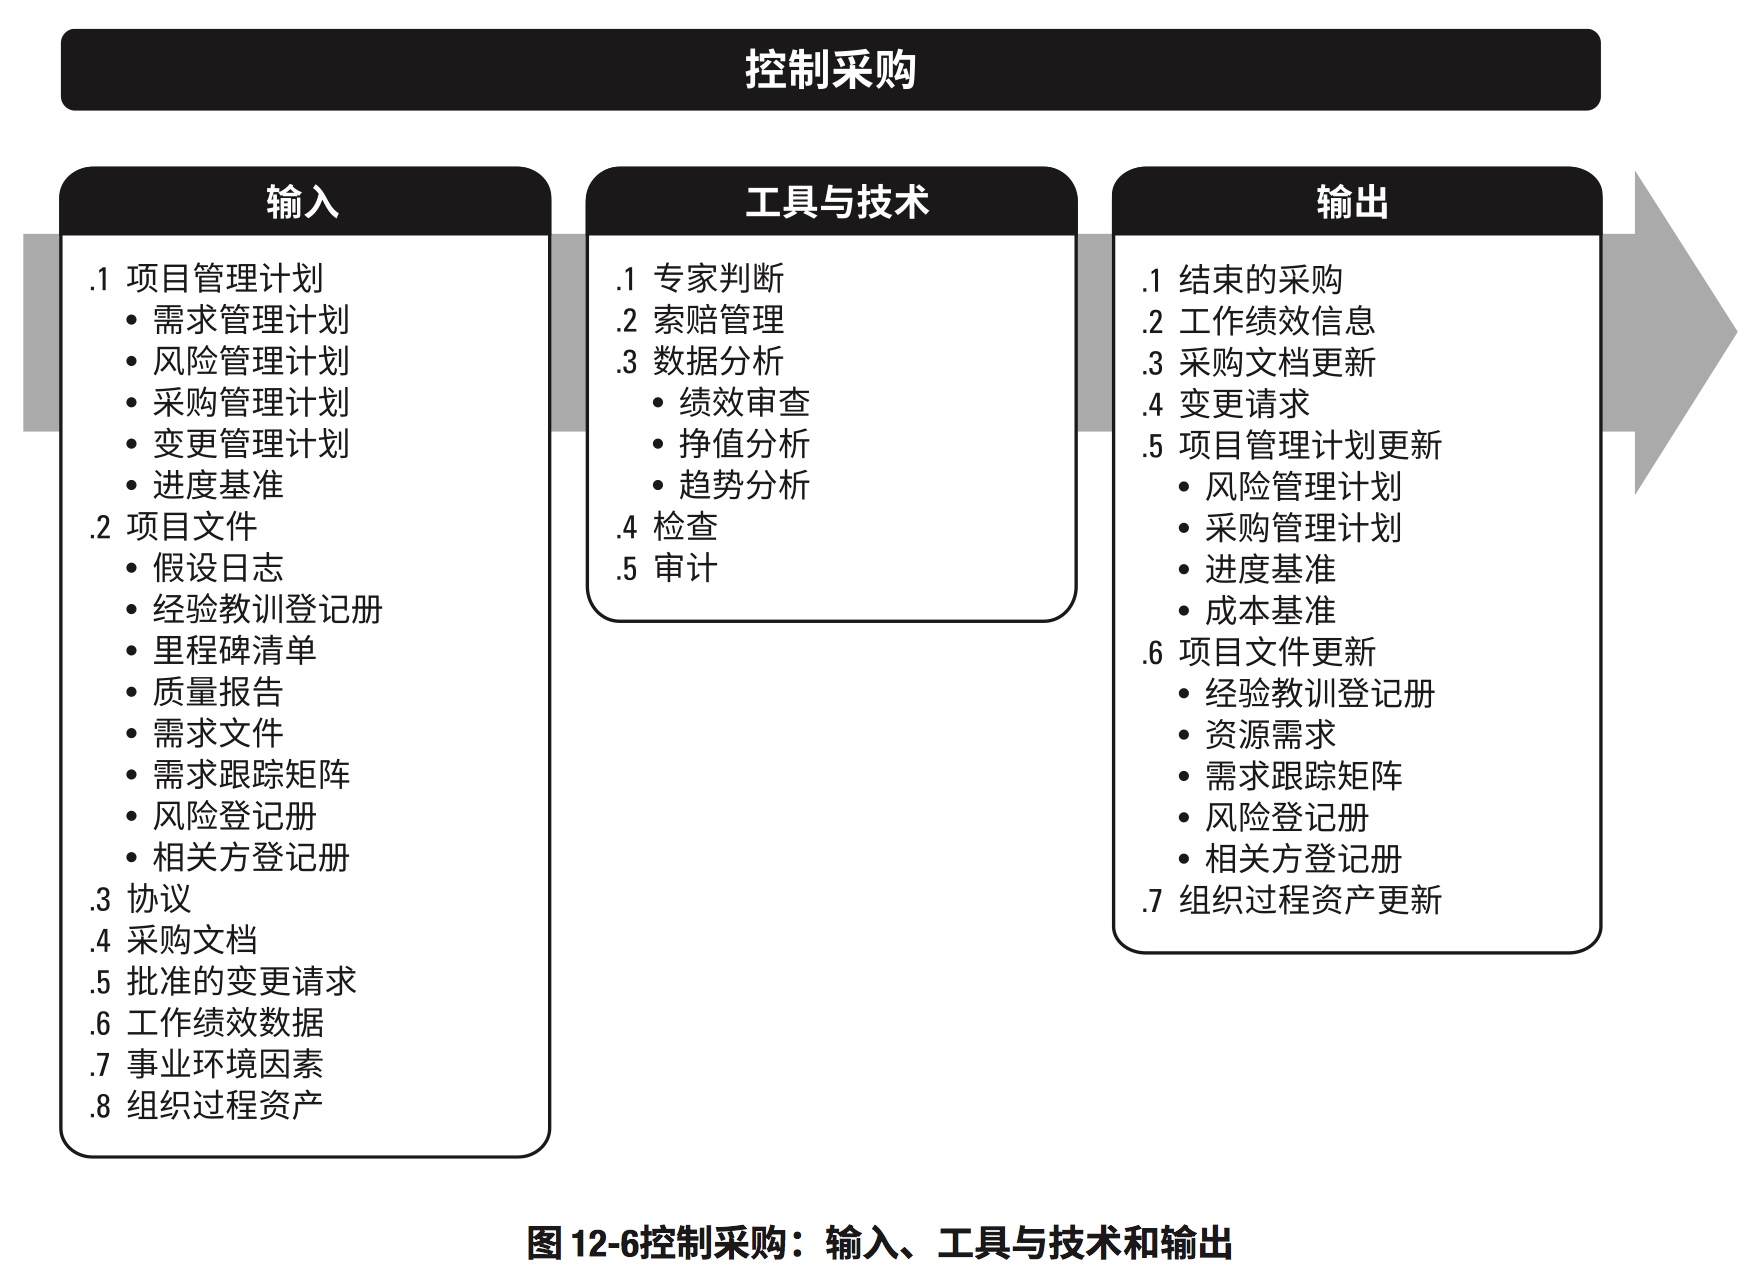 控制采购
输入
.1 项目管理计划
• 需求管理计划
• 风险管理计划
• 采购管理计划
• 变更管理计划
• 进度基准
.2 项目文件
• 假设日志
• 经验教训登记册
• 里程碑清单
• 质量报告
• 需求文件
• 需求跟踪矩阵
• 风险登记册
• 相关方登记册
.3 协议
.4 采购文档
.5 批准的变更请求
.6 工作绩效数据
.7 事业环境因素
.8 组织过程资产
工具与技术
.1 专家判断
.2 索赔管理
.3 数据分析
• 绩效审查
• 挣值分析
• 趋势分析
.4 检查
.5 审计
输出
.1 结束的采购
.2 工作绩效信息
.3 采购文档更新
.4 变更请求
.5 项目管理计划更新
• 风险管理计划
• 采购管理计划
• 进度基准
• 成本基准
.6 项目文件更新
• 经验教训登记册
• 资源需求
• 需求跟踪矩阵
• 风险登记册
• 相关方登记册
.7 组织过程资产更新
图 12-6控制采购：输入、工具与技术和输出